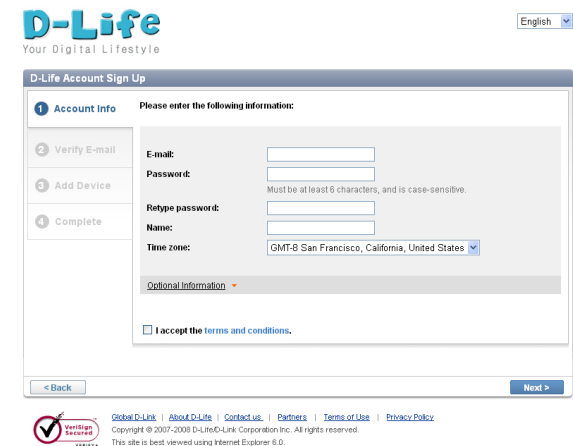 D-Life
Your Digital Lifestyle
English
D-Life Account Sign Up
1 Account Info
Please enter the following information:
2 Verify E-mail
3 Add Device
4 Complete
E-mail:
Password:
Must be at least 6 characters, and is case-sensitive.
Retype password:
Name:
Time zone:
GMT-8 San Francisco, California, United States
Optional Information
I accept the terms and conditions.
< Back
Next >
VeriSign
Secured
VERIFY
Global D-Link | About D-Life | Contact us | Partners | Terms of Use | Privacy Policy
Copyright © 2007-2008 D-Life/D-Link Corporation Inc. All rights reserved.
This site is best viewed using Internet Explorer 6.0.